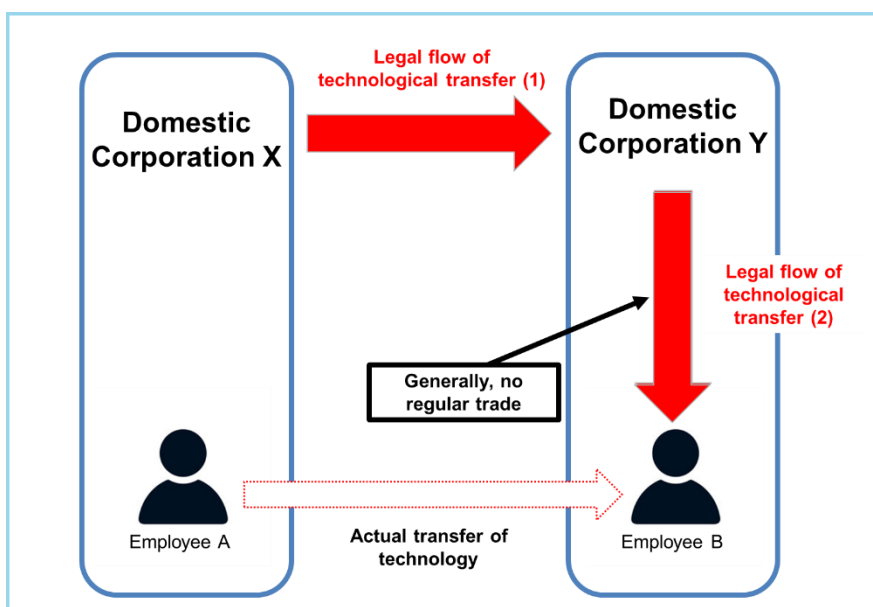 Legal flow of
technological transfer (1)
Domestic
Corporation X
Domestic
Corporation Y
Legal flow of
technological
transfer (2)
Generally, no
regular trade
Employee A
Actual transfer of
technology
Employee B